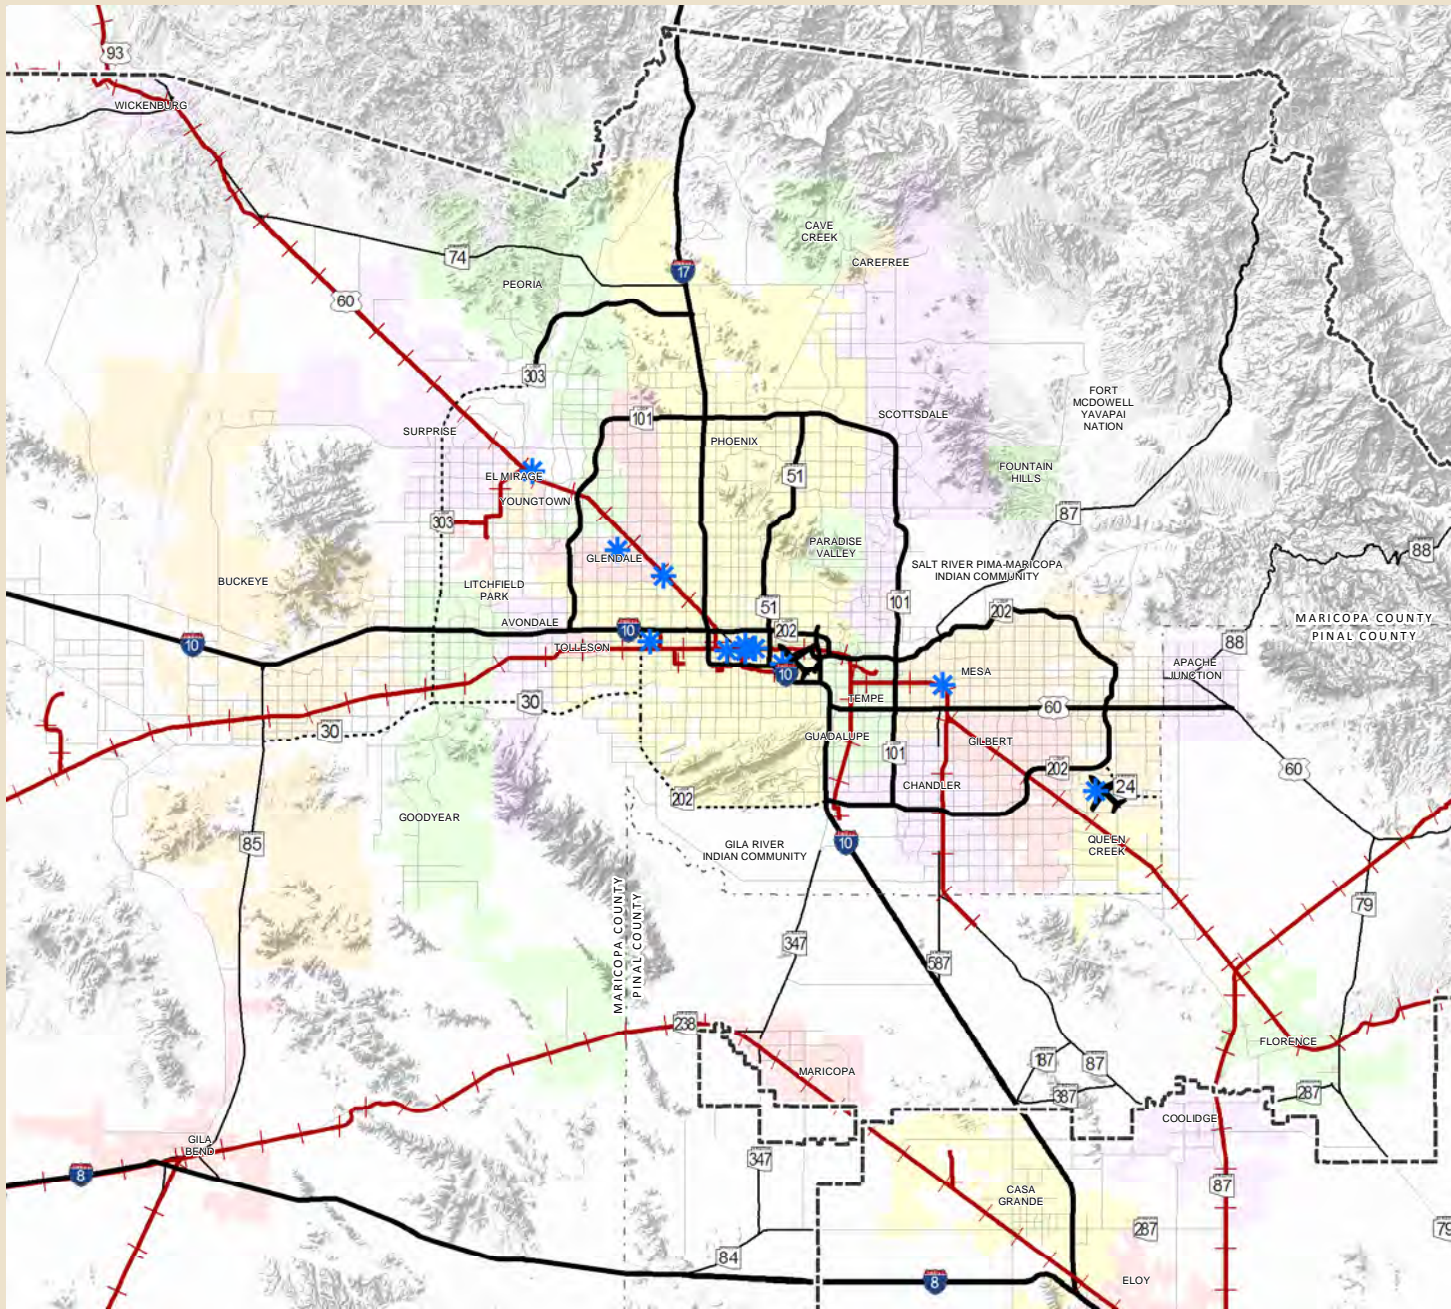 93
WICKENBURG
CAVE
CREEK
74
CAREFREE
17
PEORIA
60
303
FORT
MCDOWELL
YAVAPAI
NATION
101
SCOTTSDALE
SURPRISE
PHOENIX
FOUNTAIN
HILLS
EL MIRAGE
51
YOUNGTOWN
87
303
PARADISE
VALLEY
88
GLENDALE
SALT RIVER PIMA-MARICOPA
INDIAN COMMUNITY
BUCKEYE
LITCHFIELD
PARK
101
51
202
MARICOPA COUNTY
PINAL COUNTY
AVONDALE
10
202
10
88
TOLLESON
APACHE
JUNCTION
10
MESA
TEMPE
30
60
30
GUADALUPE
GILBERT
101
202
60
CHANDLER
24
202
GOODYEAR
85
10
QUEEN
CREEK
GILA RIVER
INDIAN COMMUNITY
MARICOPA COUNTY
PINAL COUNTY
79
347
587
238
FLORENCE
187
87
MARICOPA
387
287
COOLIDGE
GILA
BEND
347
8
87
CASA
GRANDE
287
79
84
8
ELOY